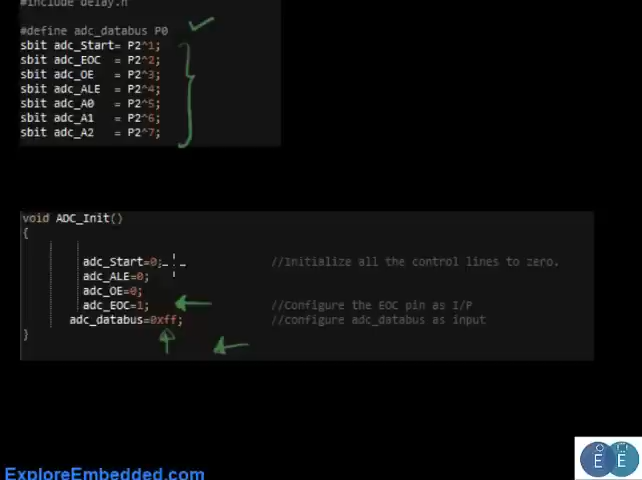 #include delay.h
#define adc_databus P0
sbit adc_Start= P2^1;
sbit adc_EOC = P2^2;
sbit adc_OE = P2^3;
sbit adc_ALE = P2^4;
sbit adc_A0 = P2^5;
sbit adc_A1 = P2^6;
sbit adc_A2 = P2^7;
void ADC_Init()
{
adc_Start=0; //Initialize all the control lines to zero.
adc_ALE=0;
adc_OE=0;
adc_EOC=1; //Configure the EOC pin as I/P
adc_databus=0xff; //configure adc_databus as input
}
ExploreEmbedded.com
E E